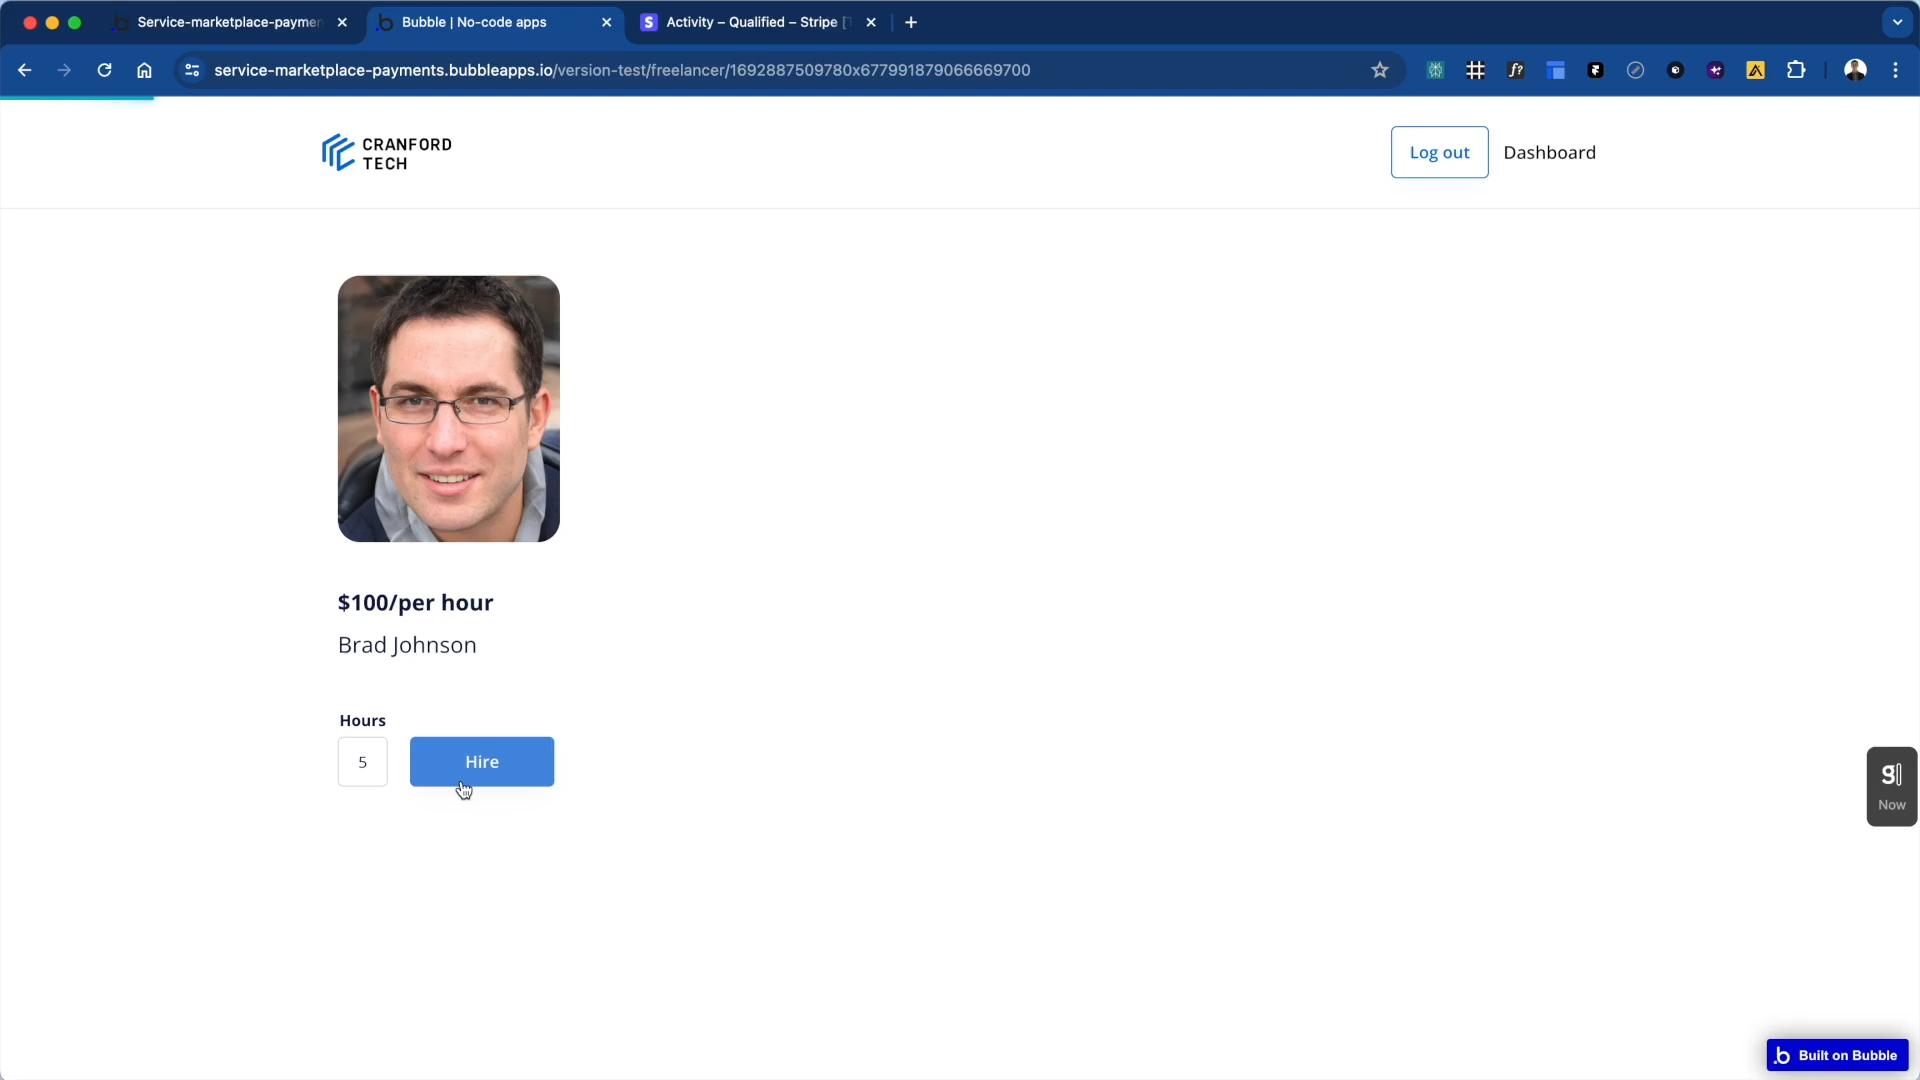 Service-marketplace-paymen
Bubble | No-code apps
Activity – Qualified – Stripe [
service-marketplace-payments.bubbleapps.io/version-test/freelancer/1692887509780x677991879066669700
CRANFORD
TECH
Log out
Dashboard
$100/per hour
Brad Johnson
Hours
5
Hire
g
Now
Built on Bubble